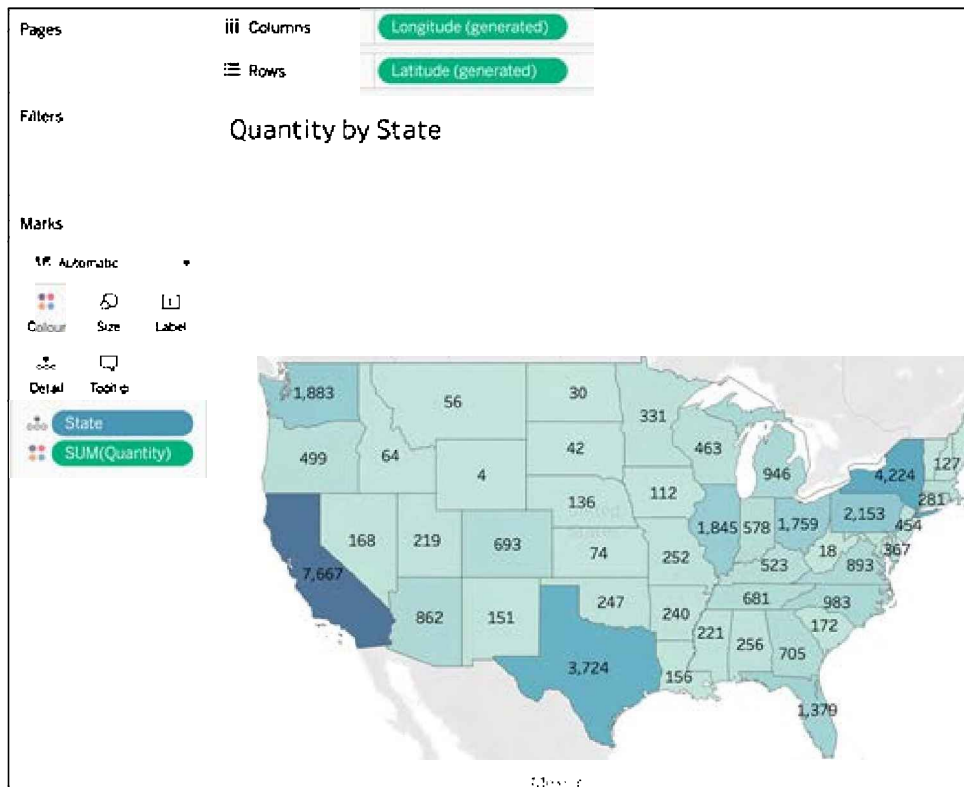 Pages
Columns
Longitude (generated)
Rows
Latitude (generated)
Filters
Quantity by State
Marks
Automatic
Colour
Size
Label
Detail
Tooltip
State
SUM(Quantity)
1,883
56
30
331
499
64
4
42
463
946
4,224
127
281
136
112
2,153
454
168
219
693
1,845
578
1,759
18
367
7,667
74
252
523
893
862
151
247
240
681
983
221
256
705
172
3,724
156
1,379